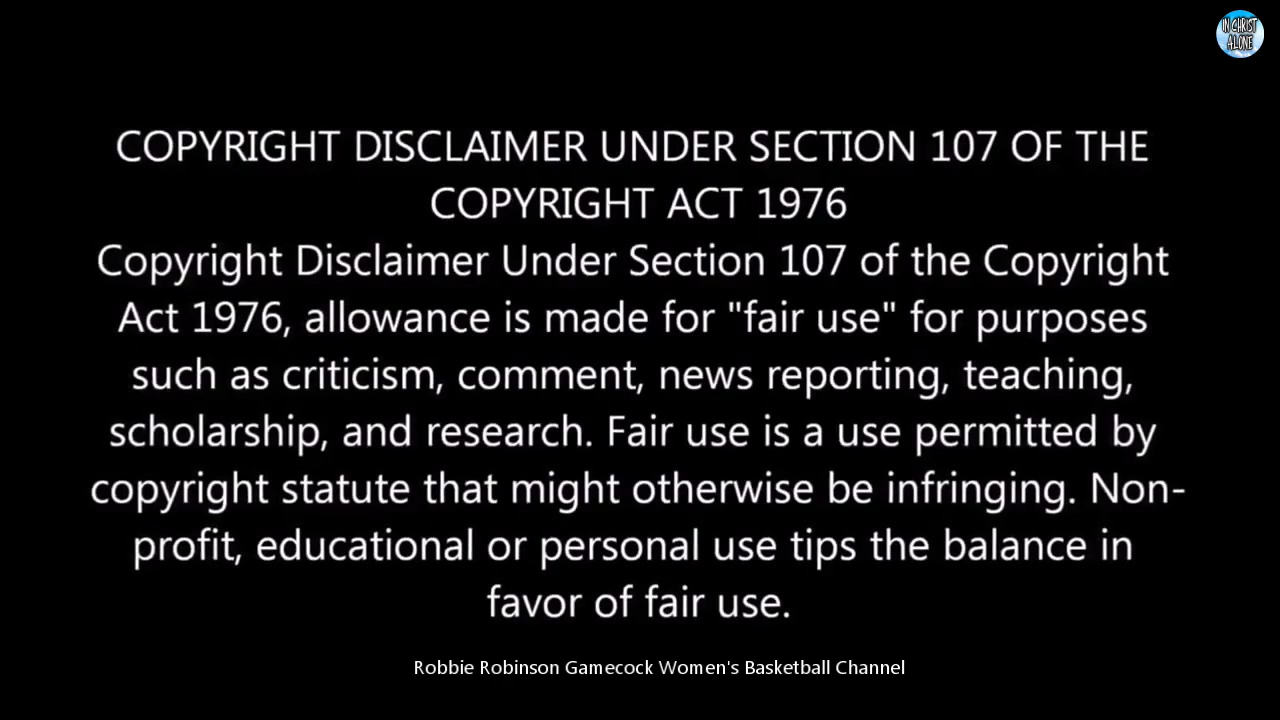 IN CHRIST
ALONE
COPYRIGHT DISCLAIMER UNDER SECTION 107 OF THE
COPYRIGHT ACT 1976
Copyright Disclaimer Under Section 107 of the Copyright
Act 1976, allowance is made for "fair use" for purposes
such as criticism, comment, news reporting, teaching,
scholarship, and research. Fair use is a use permitted by
copyright statute that might otherwise be infringing. Non-
profit, educational or personal use tips the balance in
favor of fair use.
Robbie Robinson Gamecock Women's Basketball Channel